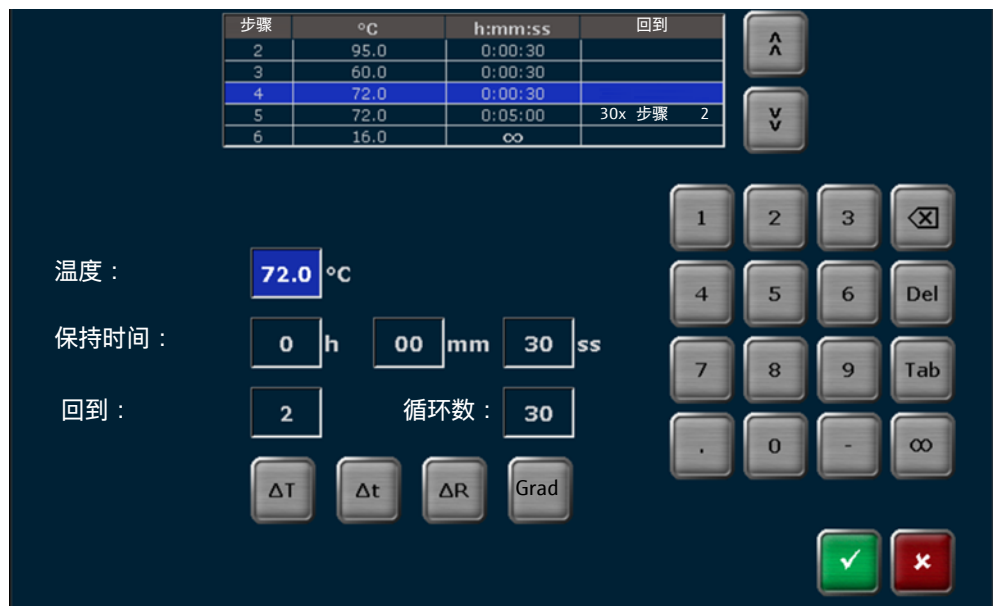 步骤 °C h:mm:ss 回到
2 95.0 0:00:30
3 60.0 0:00:30
4 72.0 0:00:30
5 72.0 0:05:00 30x 步骤 2
6 16.0 ∞
1 2 3
温度： 72.0 °C
4 5 6 Del
保持时间： 0 h 00 mm 30 ss
7 8 9 Tab
回到： 2 循环数： 30
. 0 - ∞
ΔT Δt ΔR Grad